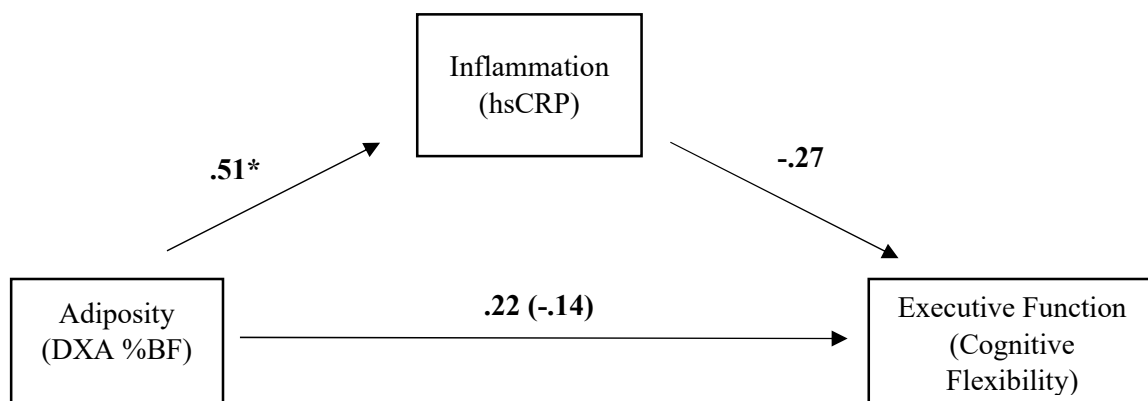 Inflammation
(hsCRP)
.51*
-.27
Adiposity
(DXA %BF)
.22 (-.14)
Executive Function
(Cognitive
Flexibility)